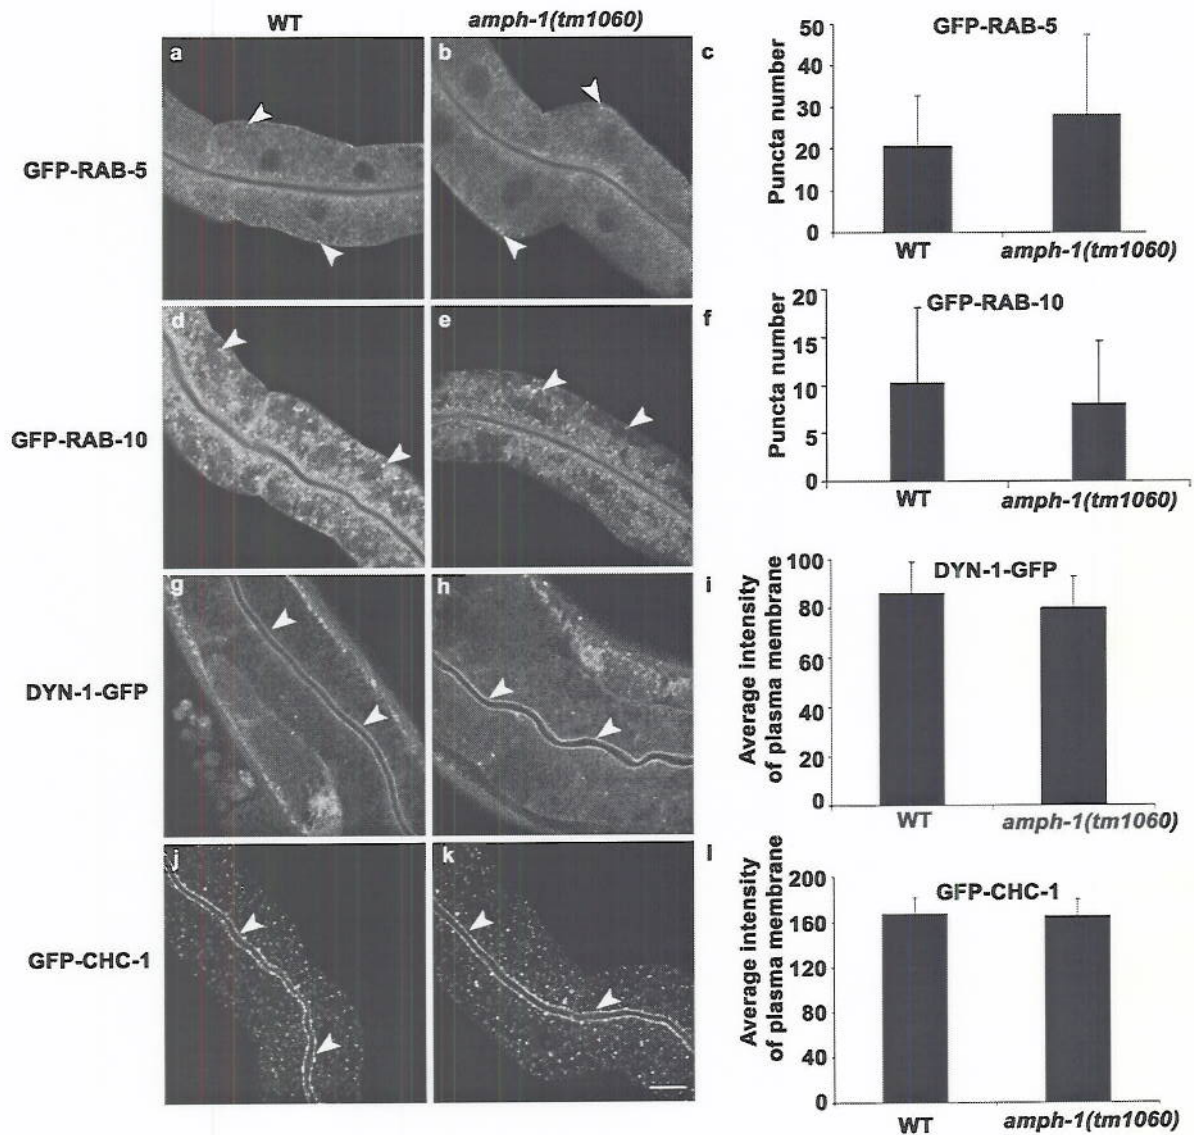 WT
amph-1(tm1060)
GFP-RAB-5
a
b
c
GFP-RAB-5
Puncta number
50
40
30
20
10
0
WT
amph-1(tm1060)
GFP-RAB-10
d
e
f
GFP-RAB-10
Puncta number
20
15
10
5
0
WT
amph-1(tm1060)
DYN-1-GFP
g
h
i
DYN-1-GFP
Average intensity
of plasma membrane
100
80
60
40
20
0
WT
amph-1(tm1060)
GFP-CHC-1
j
k
l
GFP-CHC-1
Average intensity
of plasma membrane
200
160
120
80
40
0
WT
amph-1(tm1060)